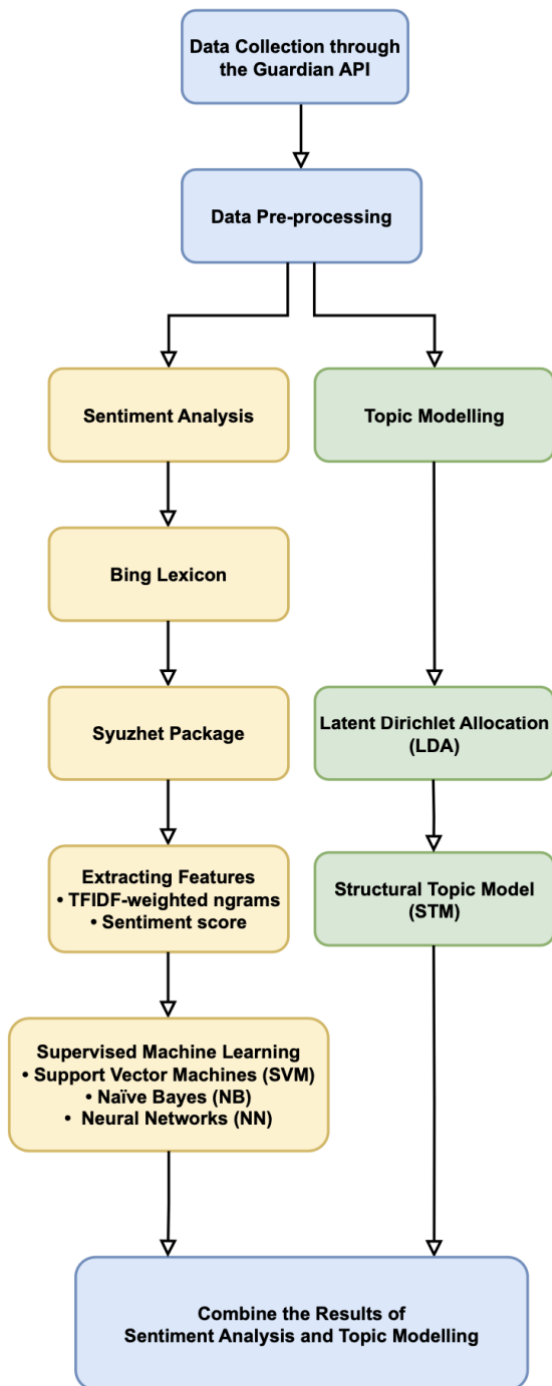 Data Collection through
the Guardian API
Data Pre-processing
Sentiment Analysis
Topic Modelling
Bing Lexicon
Syuzhet Package
Latent Dirichlet Allocation
(LDA)
Extracting Features
• TFIDF-weighted ngrams
• Sentiment score
Structural Topic Model
(STM)
Supervised Machine Learning
• Support Vector Machines (SVM)
• Naïve Bayes (NB)
• Neural Networks (NN)
Combine the Results of
Sentiment Analysis and Topic Modelling